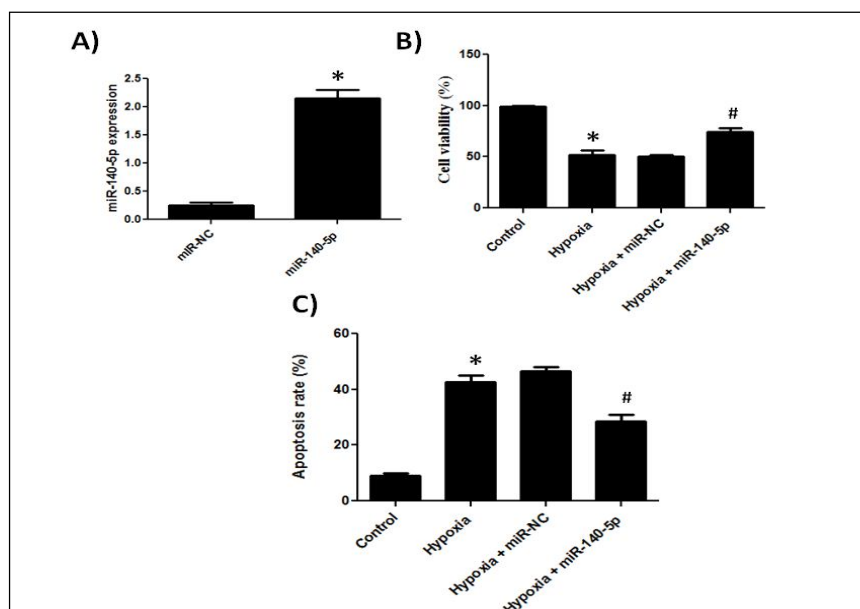 A)
miR-140-5p expression
2.5
2.0
1.5
1.0
0.5
0.0
*
miR-NC
miR-140-5p
B)
Cell viability (%)
150
100
50
0
*
#
Control
Hypoxia
Hypoxia + miR-NC
Hypoxia + miR-140-5p
C)
Apoptosis rate (%)
60
40
20
0
*
#
Control
Hypoxia
Hypoxia + miR-NC
Hypoxia + miR-140-5p